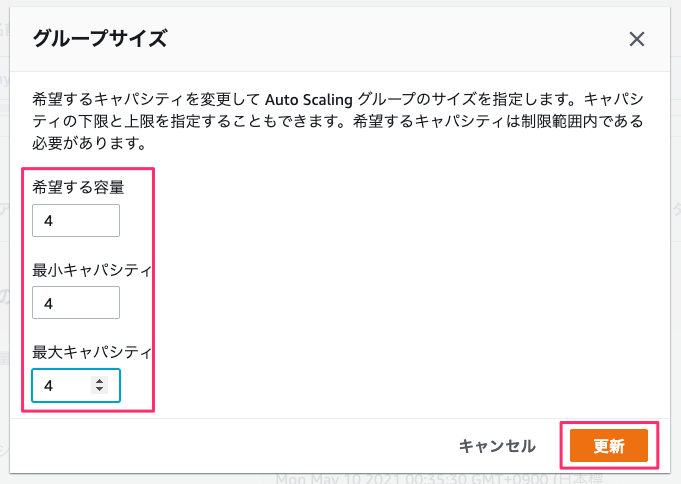 グループサイズ
希望するキャパシティを変更して Auto Scaling グループのサイズを指定します。キャパシ
ティの下限と上限を指定することもできます。希望するキャパシティは制限範囲内である
必要があります。
希望する容量
4
最小キャパシティ
4
最大キャパシティ
4
キャンセル
更新
Mon May 10 2021 00:35:30 GMT+0900 (日本標